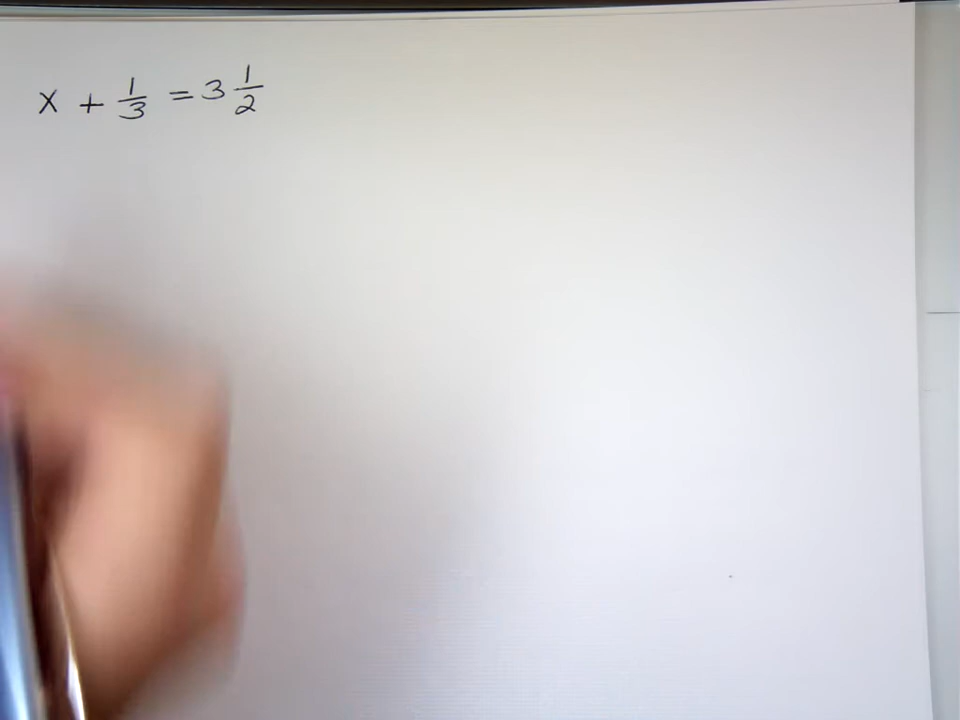 x + 1/3 = 3 1/2